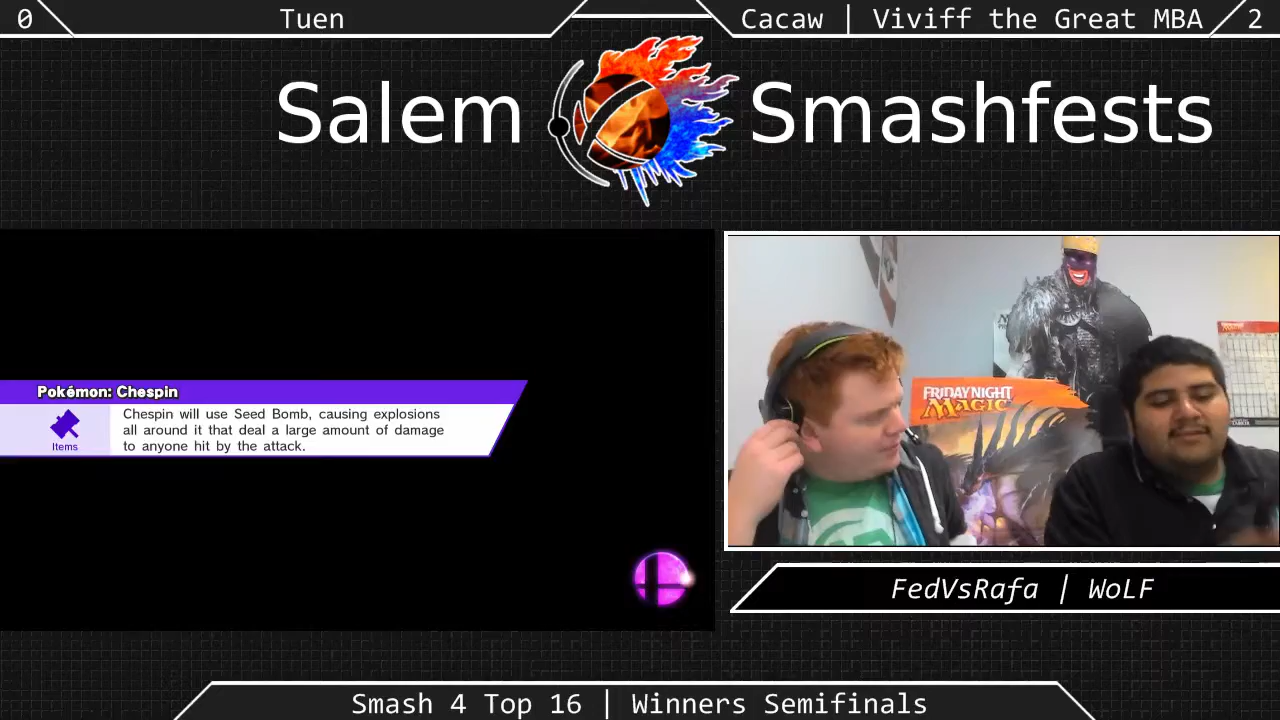 0 Tuen Cacaw | Viviff the Great MBA 2
Salem Smashfests
Pokémon: Chespin
Chespin will use Seed Bomb, causing explosions
all around it that deal a large amount of damage
to anyone hit by the attack.
Items
FRIDAY NIGHT
MAGIC
FedVsRafa | WoLF
Smash 4 Top 16 | Winners Semifinals